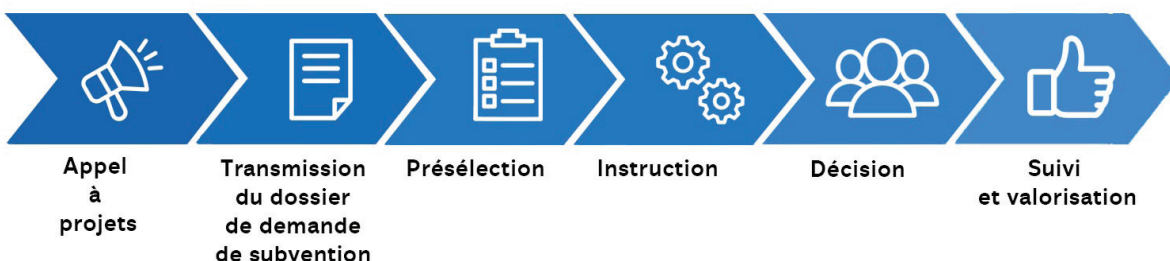 Appel
à
projets
Transmission
du dossier
de demande
de subvention
Présélection
Instruction
Décision
Suivi
et valorisation